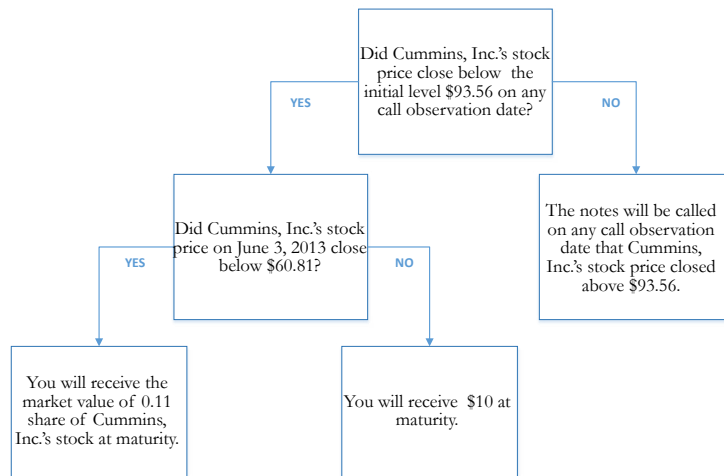 Did Cummins, Inc.'s stock
price close below the
initial level $93.56 on any
call observation date?
YES
NO
Did Cummins, Inc.'s stock
price on June 3, 2013 close
below $60.81?
The notes will be called
on any call observation
date that Cummins,
Inc.'s stock price closed
above $93.56.
YES
NO
You will receive the
market value of 0.11
share of Cummins,
Inc.'s stock at maturity.
You will receive $10 at
maturity.